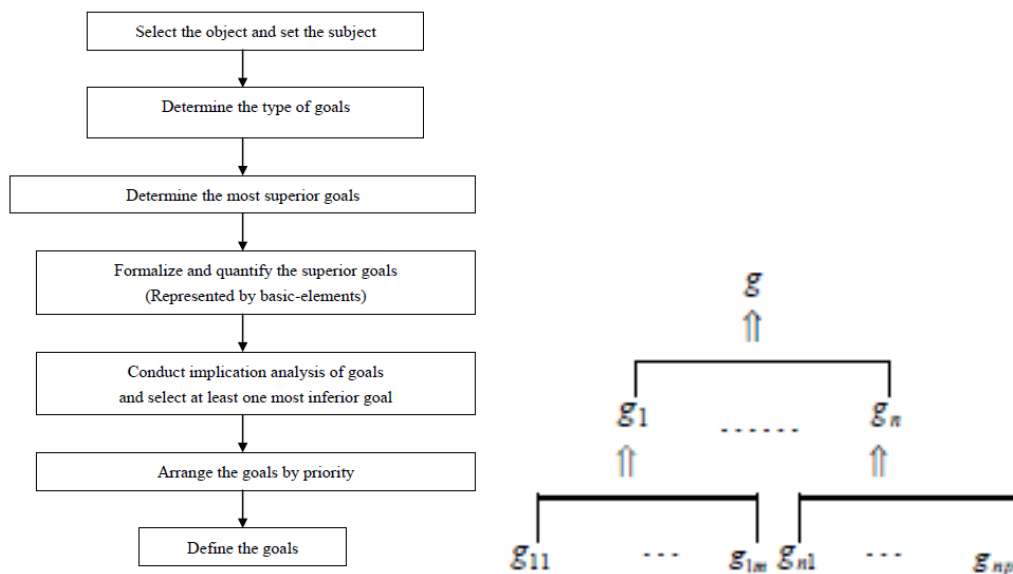 Select the object and set the subject
Determine the type of goals
Determine the most superior goals
Formalize and quantify the superior goals
(Represented by basic-elements)
Conduct implication analysis of goals
and select at least one most inferior goal
Arrange the goals by priority
Define the goals
g
⇑
g₁ ...... gₙ
⇑ ⇑
g₁₁ ... g₁ₘ gₙ₁ ... gₙₚ